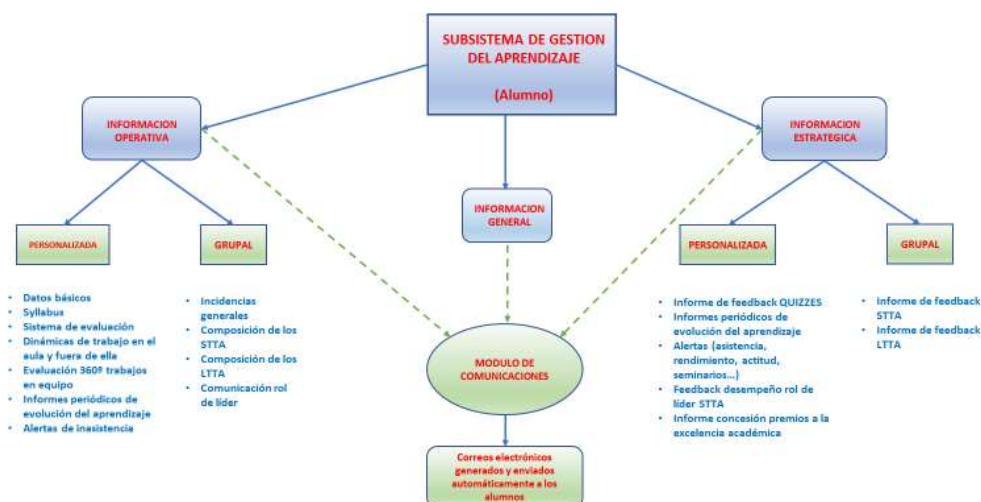 SUBSISTEMA DE GESTION
DEL APRENDIZAJE
(Alumno)
INFORMACION
OPERATIVA
INFORMACION
ESTRATEGICA
INFORMACION
GENERAL
PERSONALIZADA
GRUPAL
PERSONALIZADA
GRUPAL
• Datos básicos
• Syllabus
• Sistema de evaluación
• Dinámicas de trabajo en el
aula y fuera de ella
• Evaluación 360º trabajos
en equipo
• Informes periódicos de
evolución del aprendizaje
• Alertas de inasistencia
• Incidencias
generales
• Composición de los
STTA
• Composición de los
LTTA
• Comunicación rol
de líder
• Informe de feedback QUIZZES
• Informes periódicos de
evolución del aprendizaje
• Alertas (asistencia,
rendimiento, actitud,
seminarios...)
• Feedback desempeño rol de
líder STTA
• Informe concesión premios a la
excelencia académica
• Informe de feedback
STTA
• Informe de feedback
LTTA
MODULO DE
COMUNICACIONES
Correos electrónicos
generados y enviados
automáticamente a los
alumnos